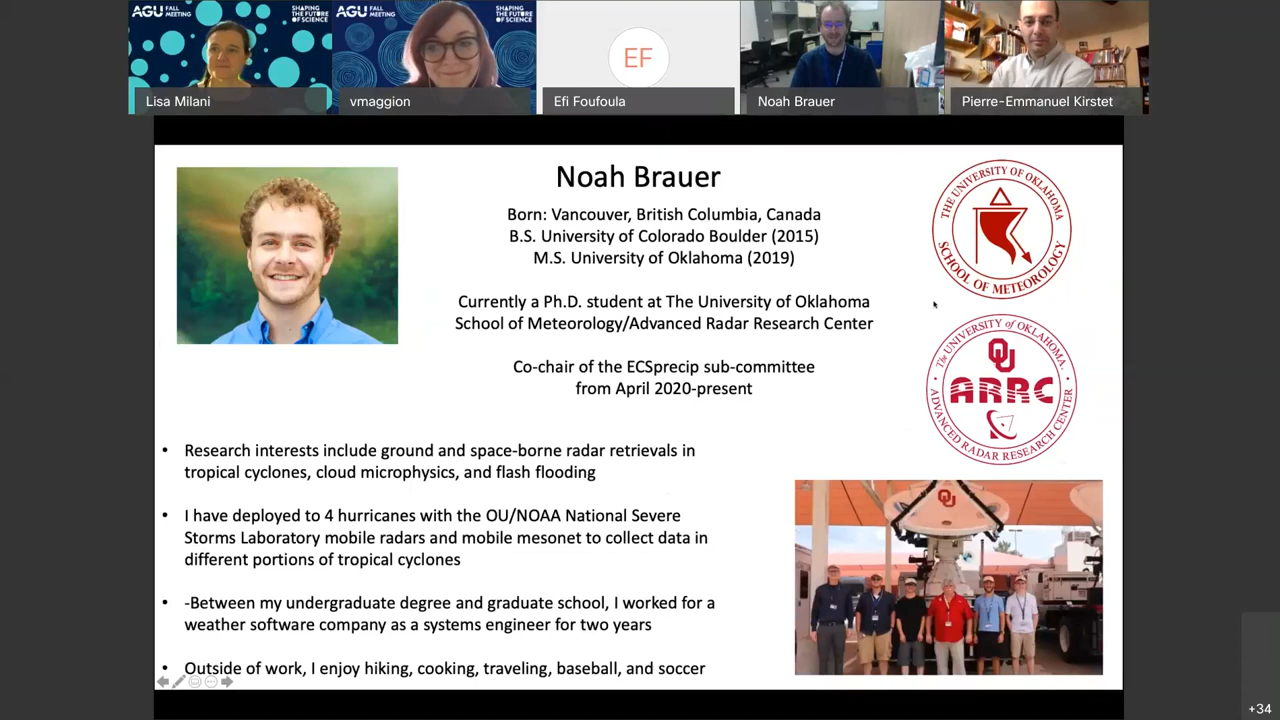 AGU FALL MEETING
SHAPING THE FUTURE OF SCIENCE
AGU FALL MEETING
SHAPING THE FUTURE OF SCIENCE
EF
Lisa Milani
vmaggion
Efi Foufoula
Noah Brauer
Pierre-Emmanuel Kirstet
Noah Brauer
Born: Vancouver, British Columbia, Canada
B.S. University of Colorado Boulder (2015)
M.S. University of Oklahoma (2019)
Currently a Ph.D. student at The University of Oklahoma
School of Meteorology/Advanced Radar Research Center
Co-chair of the ECSprecip sub-committee
from April 2020-present
THE UNIVERSITY OF OKLAHOMA
SCHOOL OF METEOROLOGY
The UNIVERSITY of OKLAHOMA
OU
ARRC
ADVANCED RADAR RESEARCH CENTER
• Research interests include ground and space-borne radar retrievals in
tropical cyclones, cloud microphysics, and flash flooding
• I have deployed to 4 hurricanes with the OU/NOAA National Severe
Storms Laboratory mobile radars and mobile mesonet to collect data in
different portions of tropical cyclones
• -Between my undergraduate degree and graduate school, I worked for a
weather software company as a systems engineer for two years
• Outside of work, I enjoy hiking, cooking, traveling, baseball, and soccer
OU
+34